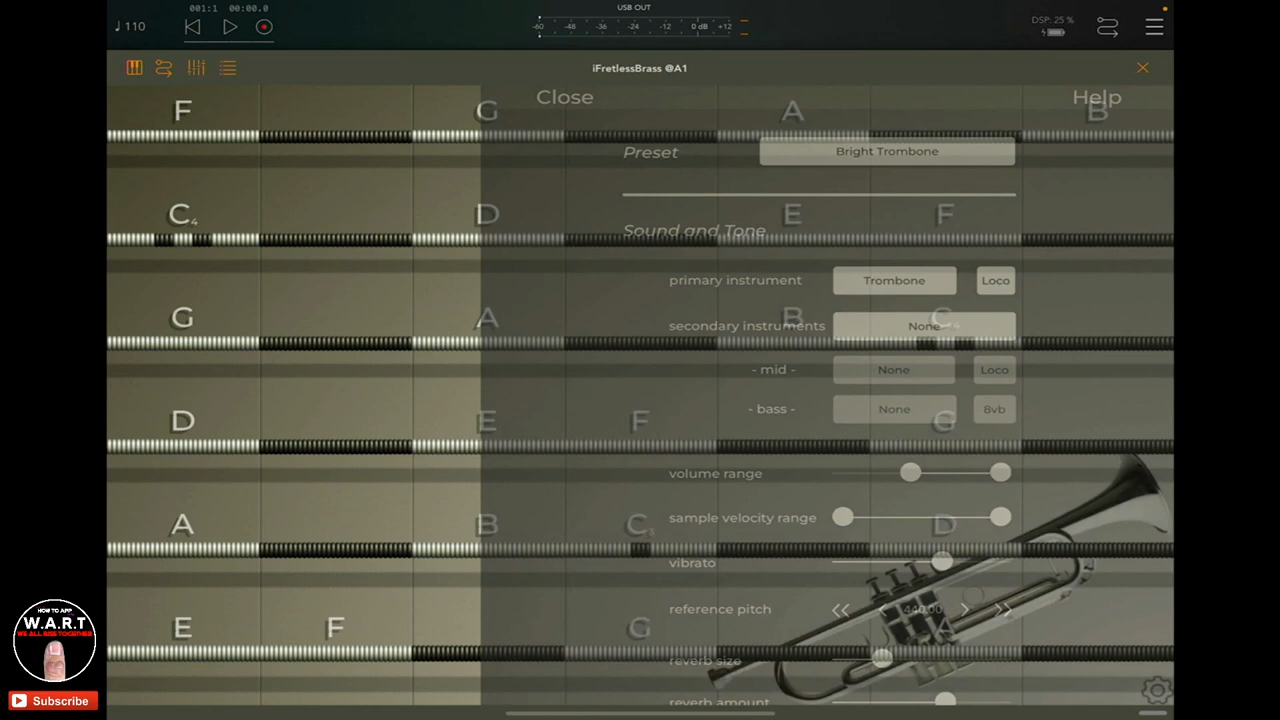 001:1 00:00.0
USB OUT
♩ 110
-60 -48 -36 -24 -12 0 dB +12
DSP: 25 %
iFretlessBrass @A1
Close
Help
F G A B
Preset
Bright Trombone
C₄ D E F
Sound and Tone
primary instrument
Trombone
Loco
G A B C
secondary instruments
None
- mid -
None
Loco
- bass -
None
8vb
D E F G
volume range
sample velocity range
A B C₃ D
vibrato
reference pitch
440.00
E F G A
reverb size
reverb amount
HOW TO APP
W.A.R.T
WE ALL RISE TOGETHER
Subscribe